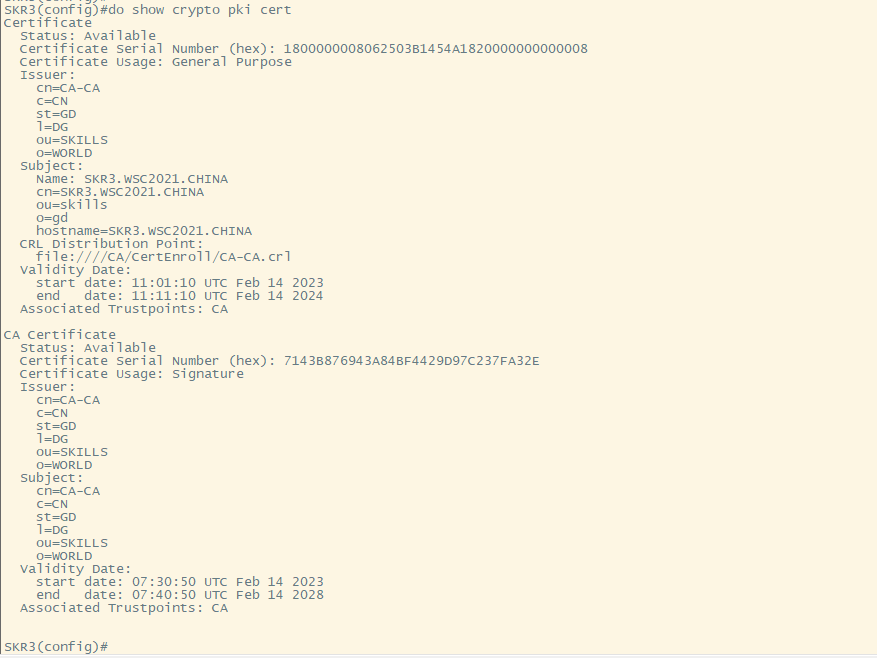 SKR3(config)#do show crypto pki cert
Certificate
  Status: Available
  Certificate Serial Number (hex): 1800000008062503B1454A1820000000000008
  Certificate Usage: General Purpose
  Issuer:
    cn=CA-CA
    c=CN
    st=GD
    l=DG
    ou=SKILLS
    o=WORLD
  Subject:
    Name: SKR3.WSC2021.CHINA
    cn=SKR3.WSC2021.CHINA
    ou=skills
    o=gd
    hostname=SKR3.WSC2021.CHINA
  CRL Distribution Point:
    file:////CA/CertEnroll/CA-CA.crl
  Validity Date:
    start date: 11:01:10 UTC Feb 14 2023
    end   date: 11:11:10 UTC Feb 14 2024
  Associated Trustpoints: CA

CA Certificate
  Status: Available
  Certificate Serial Number (hex): 7143B876943A84BF4429D97C237FA32E
  Certificate Usage: Signature
  Issuer:
    cn=CA-CA
    c=CN
    st=GD
    l=DG
    ou=SKILLS
    o=WORLD
  Subject:
    cn=CA-CA
    c=CN
    st=GD
    l=DG
    ou=SKILLS
    o=WORLD
  Validity Date:
    start date: 07:30:50 UTC Feb 14 2023
    end   date: 07:40:50 UTC Feb 14 2028
  Associated Trustpoints: CA

SKR3(config)#